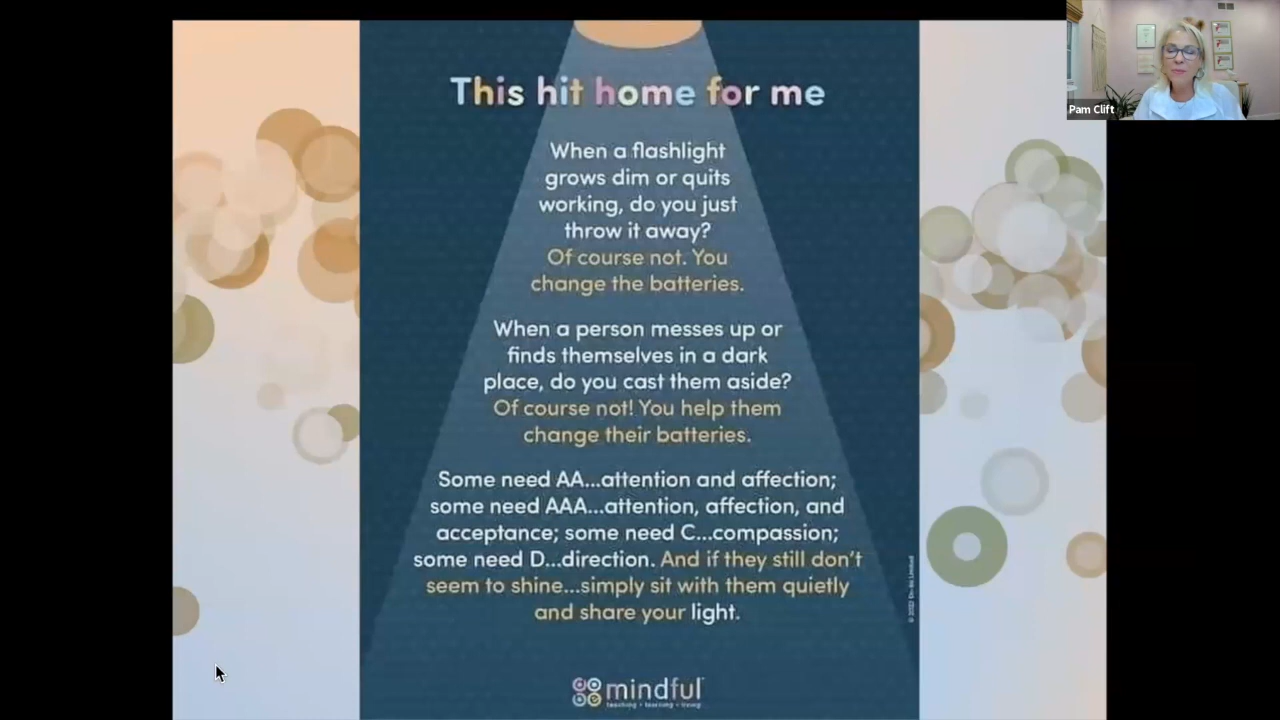 This hit home for me
When a flashlight
grows dim or quits
working, do you just
throw it away?
Of course not. You
change the batteries.
When a person messes up or
finds themselves in a dark
place, do you cast them aside?
Of course not! You help them
change their batteries.
Some need AA...attention and affection;
some need AAA...attention, affection, and
acceptance; some need C...compassion;
some need D...direction. And if they still don't
seem to shine...simply sit with them quietly
and share your light.
mindful
teaching • learning • living
Pam Clift